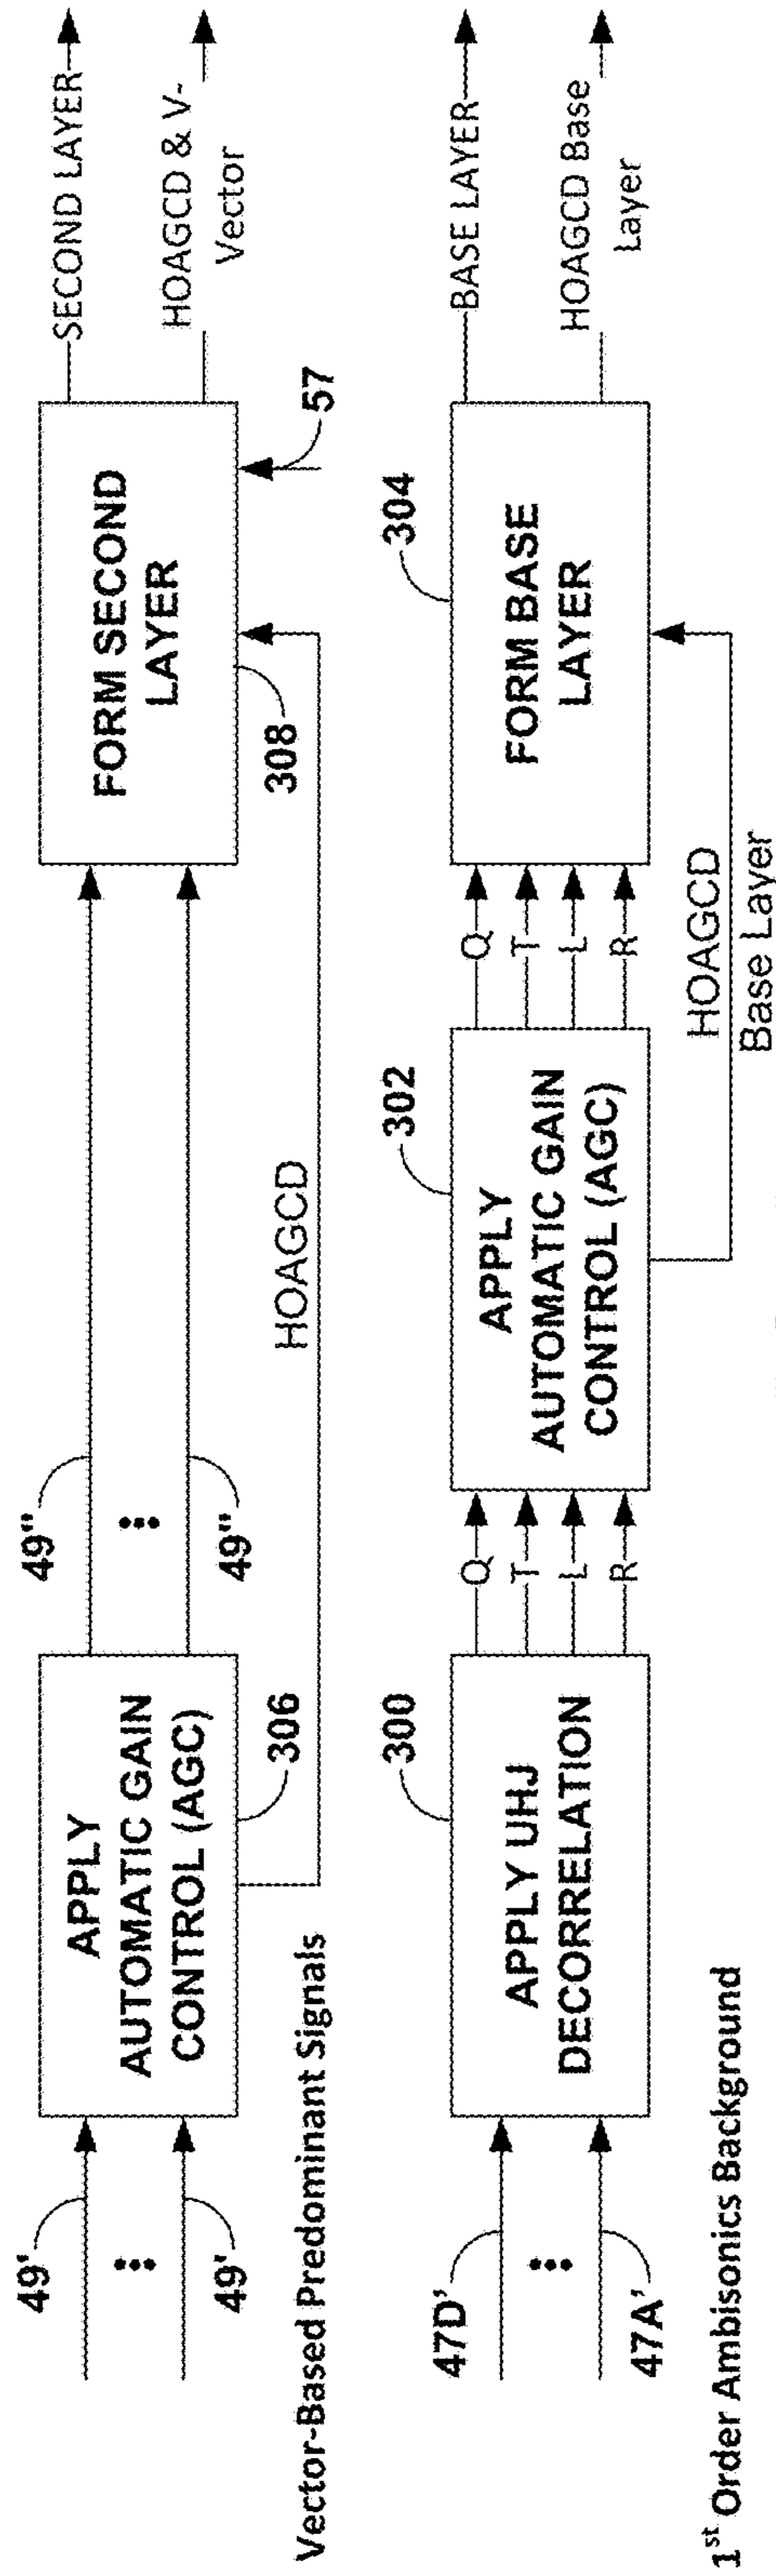 49'
49'
APPLY
AUTOMATIC GAIN
CONTROL (AGC)
306
49"
49"
HOAGCD
FORM SECOND
LAYER
308
57
SECOND LAYER
HOAGCD & V-
Vector
Vector-Based Predominant Signals
47D'
47A'
APPLY UHJ
DECORRELATION
300
Q
T
L
R
APPLY
AUTOMATIC GAIN
CONTROL (AGC)
302
Q
T
L
R
HOAGCD
Base Layer
FORM BASE
LAYER
304
BASE LAYER
HOAGCD Base
Layer
1st Order Ambisonics Background